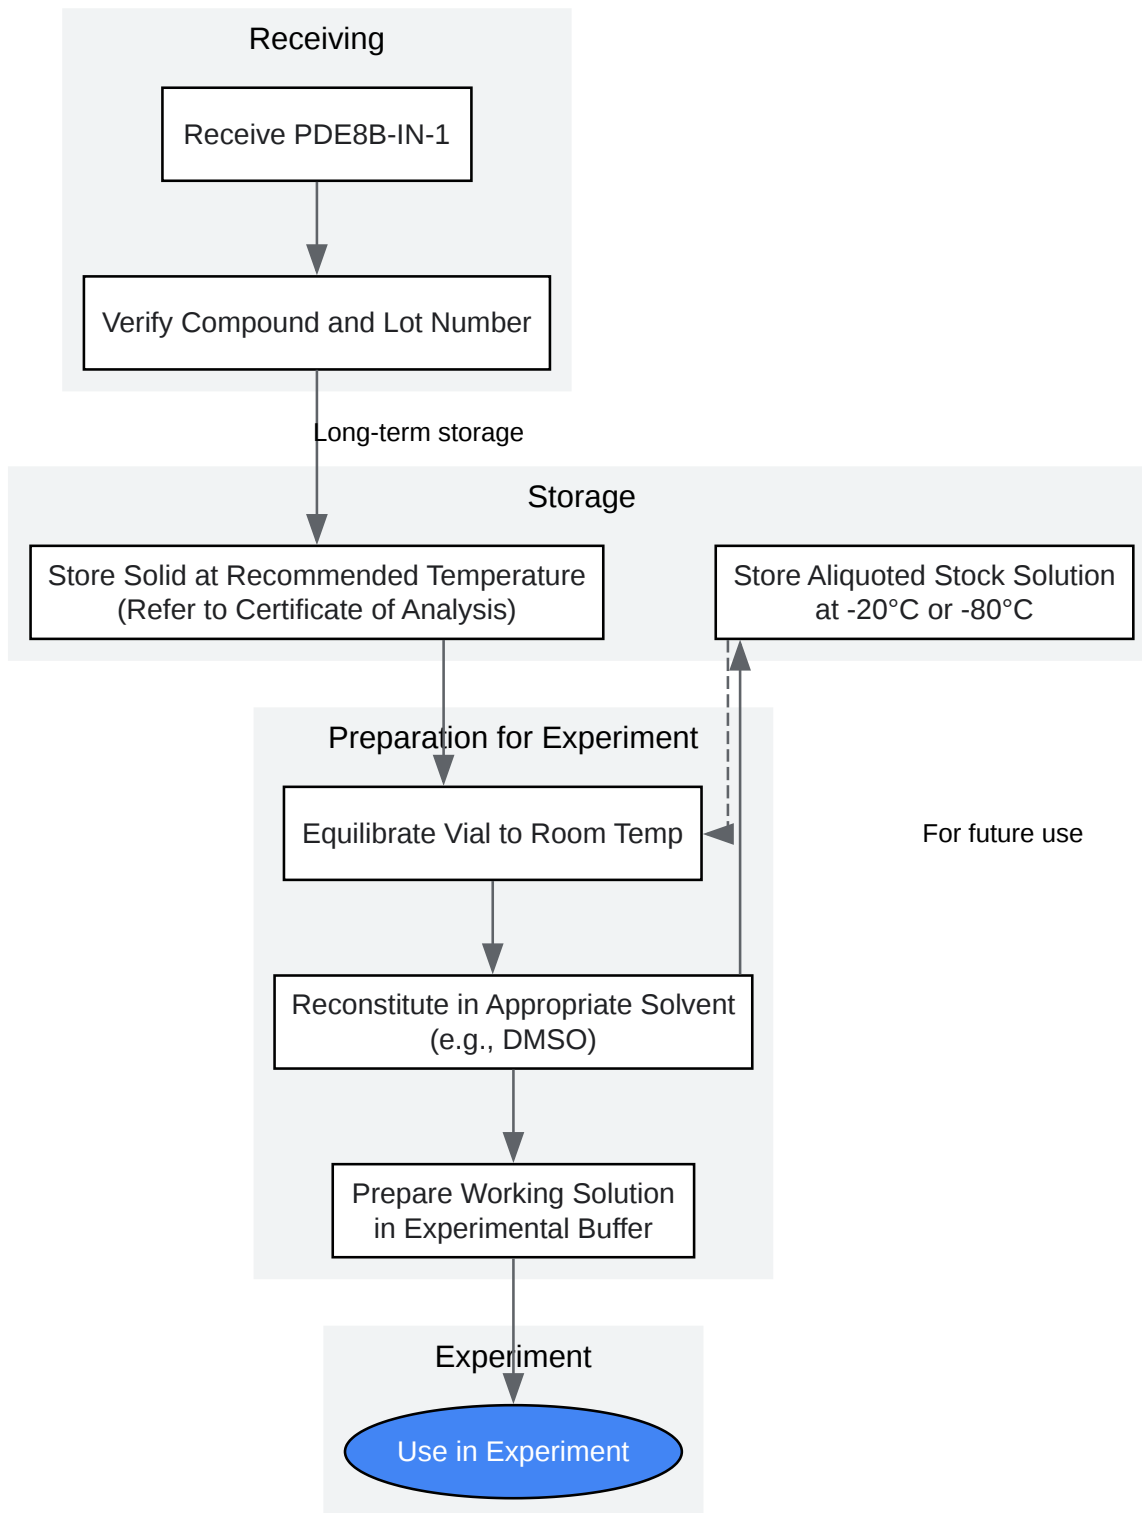 Receiving
Receive PDE8B-IN-1
Verify Compound and Lot Number
Long-term storage
Storage
Store Solid at Recommended Temperature
(Refer to Certificate of Analysis)
Store Aliquoted Stock Solution
at -20°C or -80°C
Preparation for Experiment
Equilibrate Vial to Room Temp
For future use
Reconstitute in Appropriate Solvent
(e.g., DMSO)
Prepare Working Solution
in Experimental Buffer
Experiment
Use in Experiment